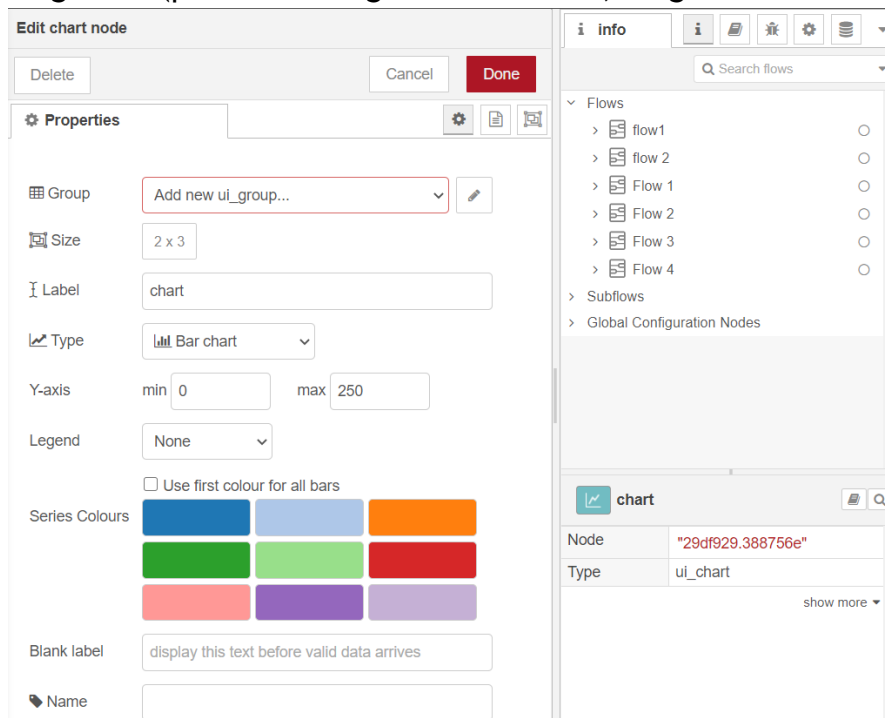 Edit chart node
Delete
Cancel
Done
Properties
Group
Add new ui_group...
Size
2 x 3
Label
chart
Type
Bar chart
Y-axis
min 0
max 250
Legend
None
Use first colour for all bars
Series Colours
Blank label
display this text before valid data arrives
Name
info
Search flows
Flows
flow1
flow 2
Flow 1
Flow 2
Flow 3
Flow 4
Subflows
Global Configuration Nodes
chart
Node
"29df929.388756e"
Type
ui_chart
show more